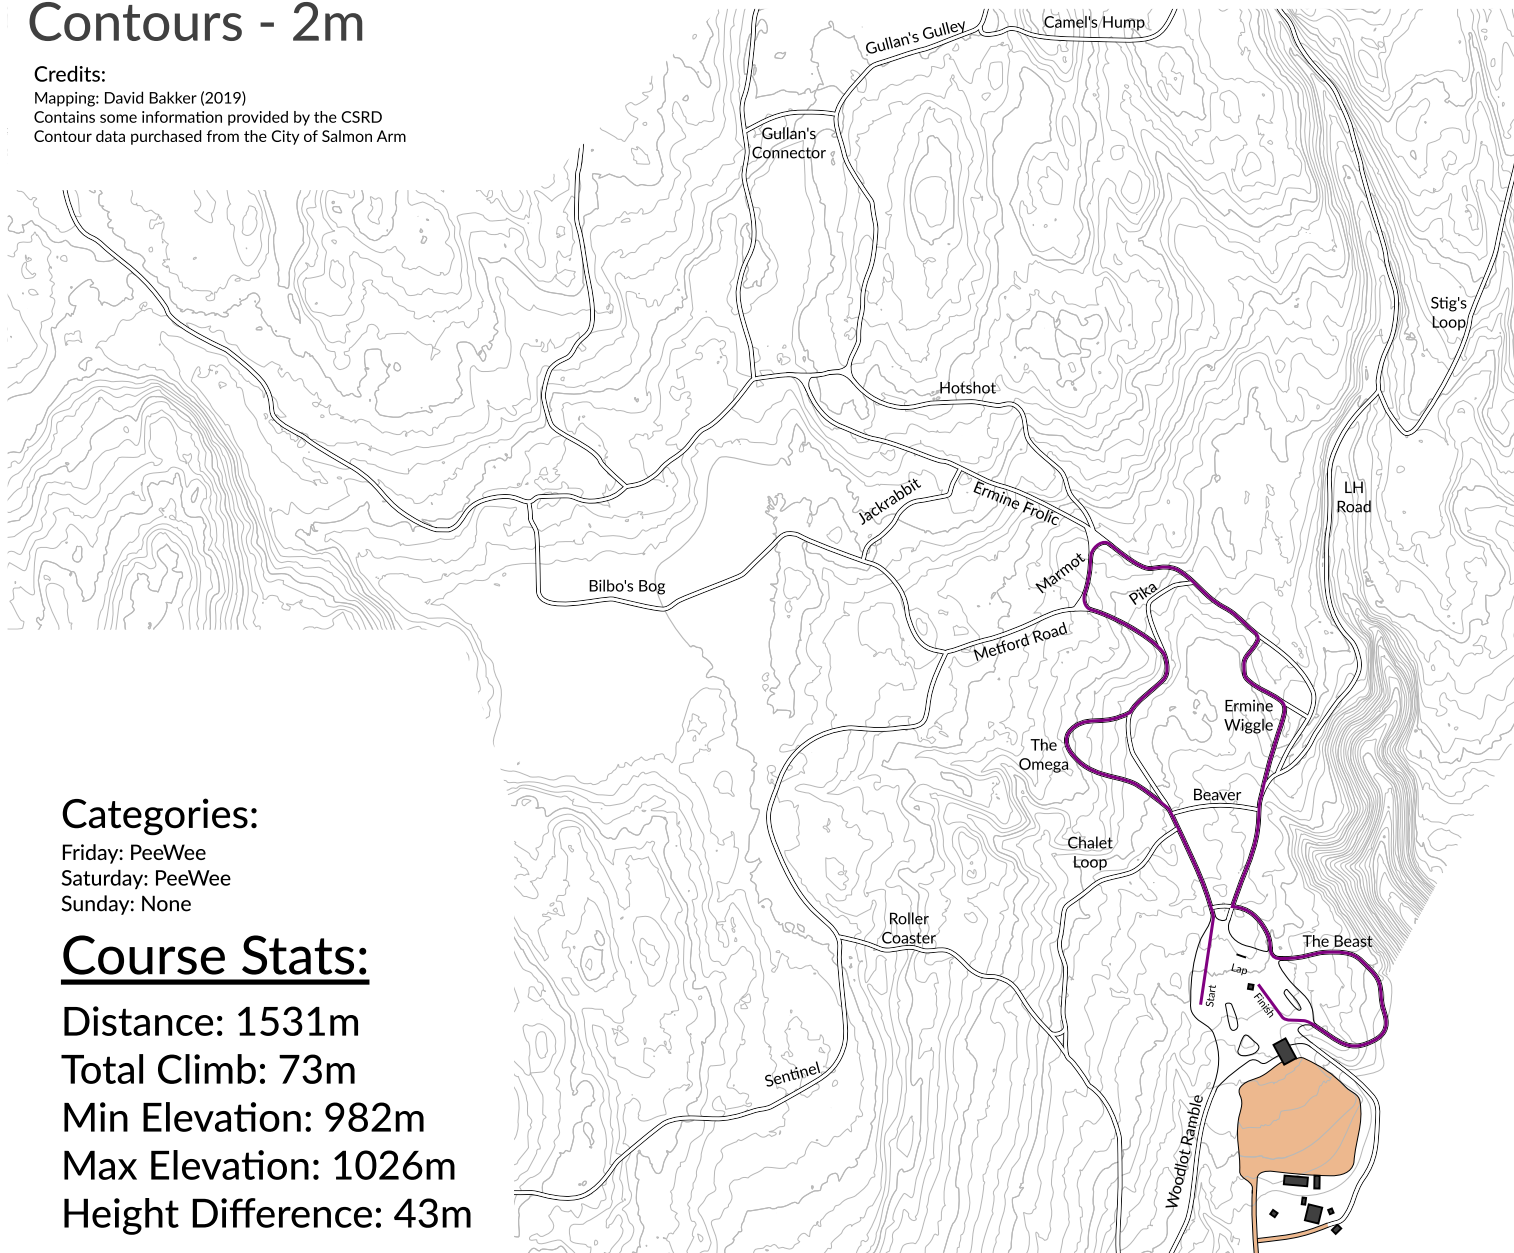 Contours - 2m
Credits:
Mapping: David Bakker (2019)
Contains some information provided by the CSRD
Contour data purchased from the City of Salmon Arm
Gullan's Gulley
Camel's Hump
Gullan's
Connector
Stig's
Loop
Hotshot
LH
Road
Jackrabbit
Ermine Frolic
Marmot
Pika
Bilbo's Bog
Metford Road
Ermine
Wiggle
The
Omega
Beaver
Chalet
Loop
Roller
Coaster
The Beast
Lap
Start
Finish
Sentinel
Woodlot Ramble
Categories:
Friday: PeeWee
Saturday: PeeWee
Sunday: None
Course Stats:
Distance: 1531m
Total Climb: 73m
Min Elevation: 982m
Max Elevation: 1026m
Height Difference: 43m